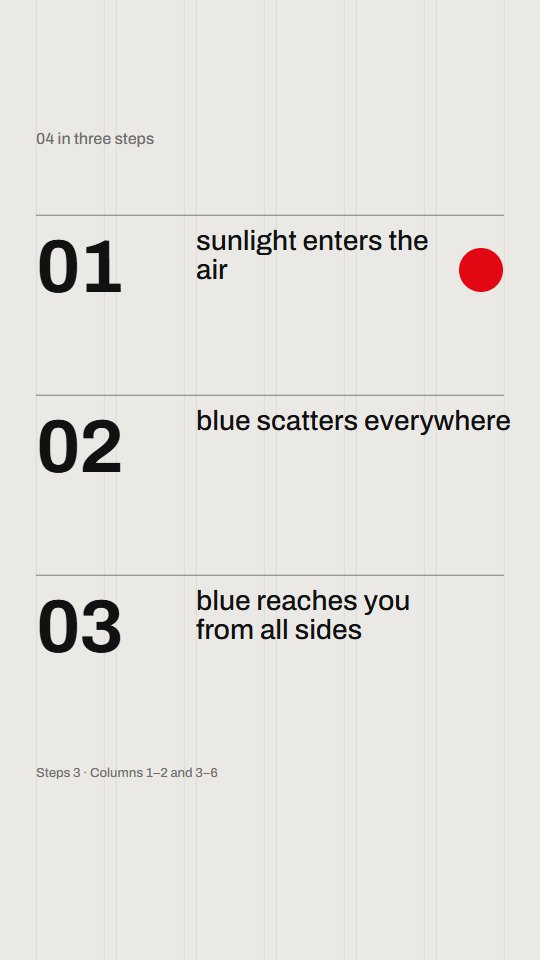 04 in three steps
01
sunlight enters the
air
02
blue scatters everywhere
03
blue reaches you
from all sides
Steps 3 · Columns 1–2 and 3–6